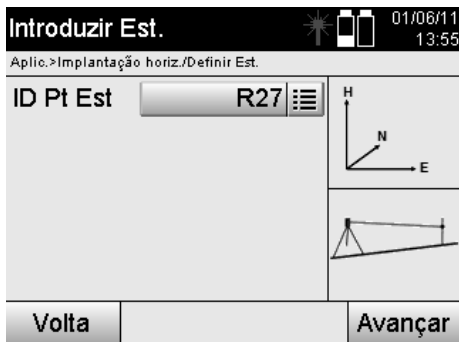 Introduzir Est.
01/06/11
13:55
Aplic.>Implantação horiz./Definir Est.
ID Pt Est R27
H
N
E
Volta Avançar